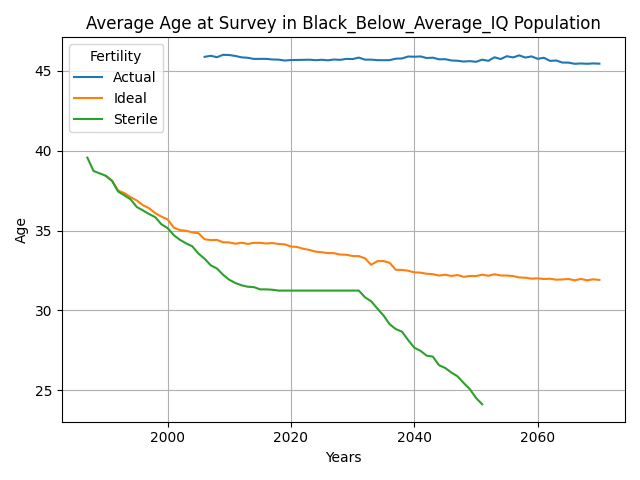 Average Age at Survey in Black_Below_Average_IQ Population
Fertility
Actual
Ideal
Sterile
45
40
35
30
25
Age
2000
2020
2040
2060
Years